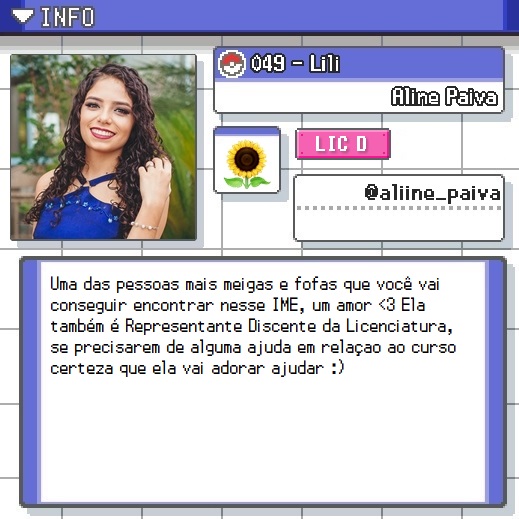 INFO
049 - Lili
Aline Paiva
LIC D
@aliine_paiva
Uma das pessoas mais meigas e fofas que você vai
conseguir encontrar nesse IME, um amor <3 Ela
também é Representante Discente da Licenciatura,
se precisarem de alguma ajuda em relaçao ao curso
certeza que ela vai adorar ajudar :)